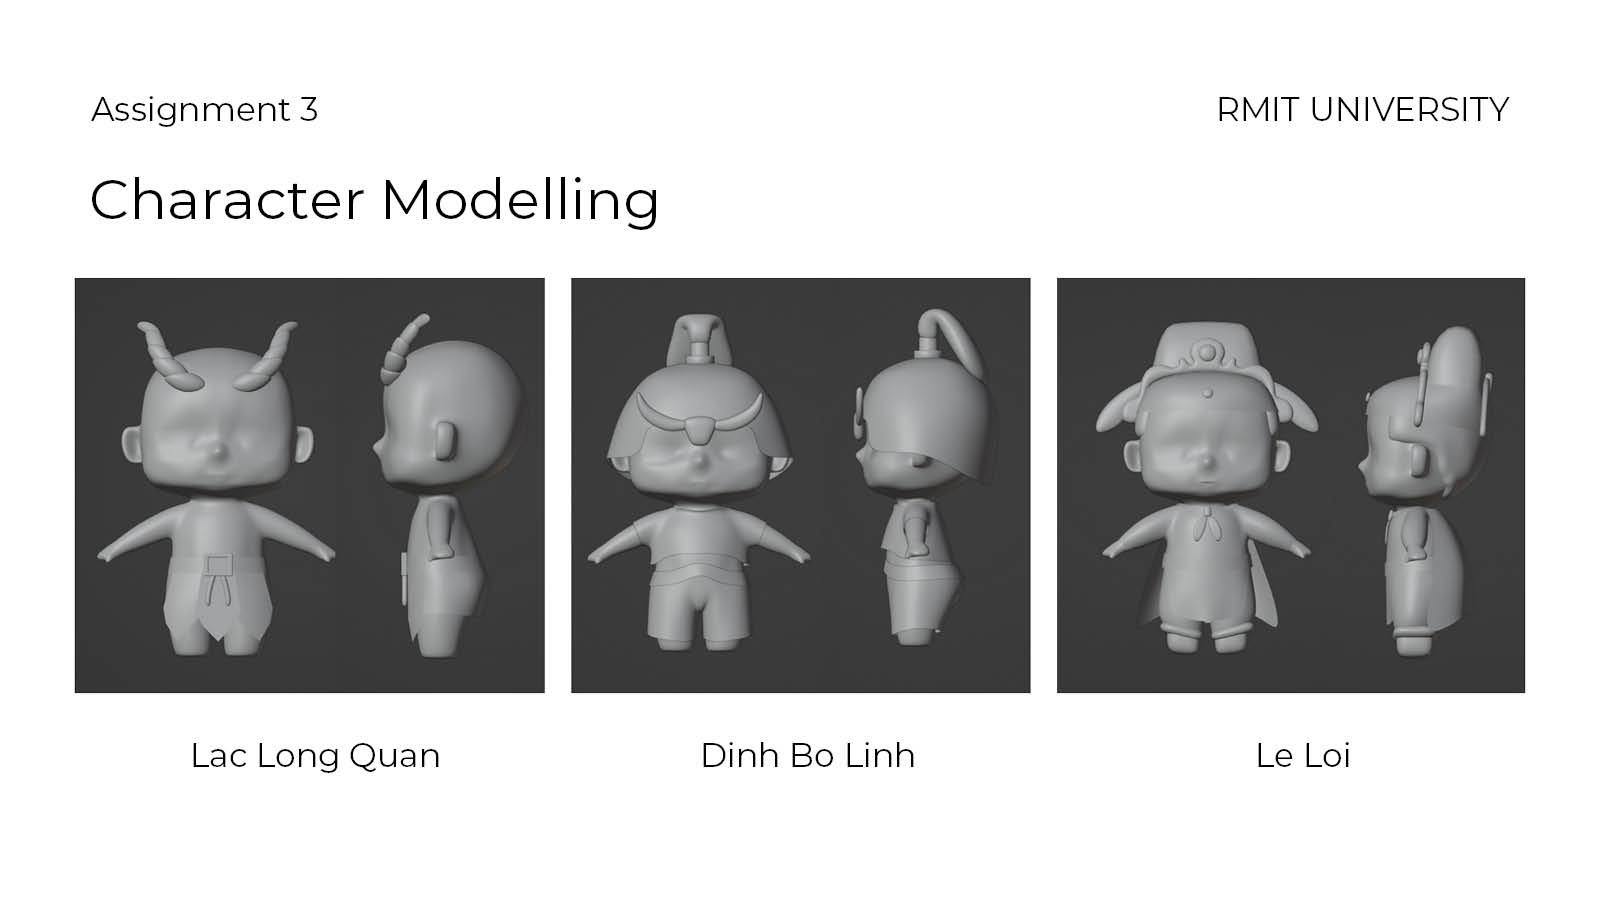 Assignment 3
RMIT UNIVERSITY
Character Modelling
Lac Long Quan
Dinh Bo Linh
Le Loi